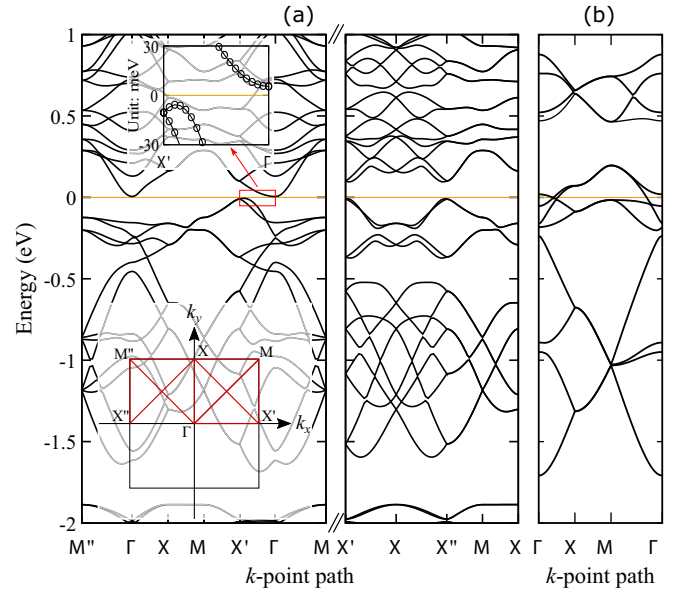 (a)
(b)
1
0.5
0
-0.5
-1
-1.5
-2
Energy (eV)
30
0
-30
Unit: meV
X'
Γ
k_y
M"
X
M
X"
Γ
X'
k_x
//
//
M" Γ X M X' Γ M
X' X X" M X
Γ X M Γ
k-point path
k-point path